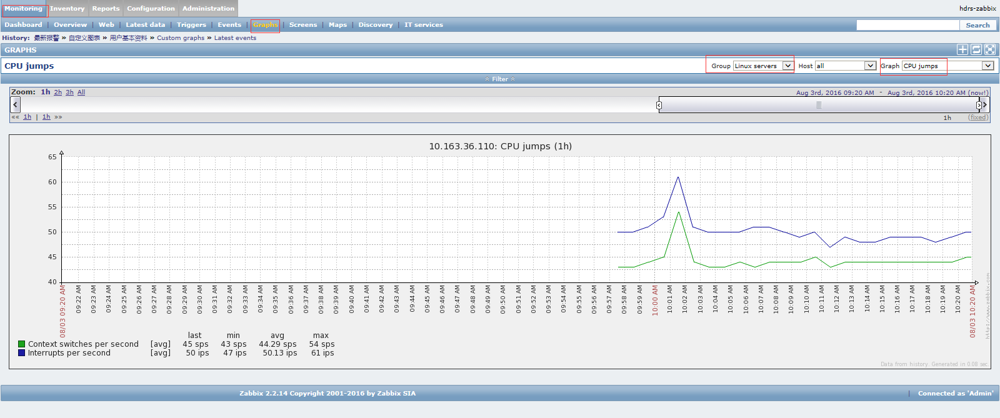 Monitoring Inventory Reports Configuration Administration
hdrs-zabbix
Dashboard | Overview | Web | Latest data | Triggers | Events | Graphs | Screens | Maps | Discovery | IT services
Search
History: 最新报警 » 自定义图表 » 用户基本资料 » Custom graphs » Latest events
GRAPHS
CPU jumps
Group Linux servers Host all Graph CPU jumps
Filter
Zoom: 1h 2h 3h All
Aug 3rd, 2016 09:20 AM - Aug 3rd, 2016 10:20 AM (now!)
«« 1h | 1h »»
1h (fixed)
10.163.36.110: CPU jumps (1h)
65
60
55
50
45
40
08/03 09:20 AM
09:22 AM
09:23 AM
09:24 AM
09:25 AM
09:26 AM
09:27 AM
09:28 AM
09:29 AM
09:30 AM
09:31 AM
09:32 AM
09:33 AM
09:34 AM
09:35 AM
09:36 AM
09:37 AM
09:38 AM
09:39 AM
09:40 AM
09:41 AM
09:42 AM
09:43 AM
09:44 AM
09:45 AM
09:46 AM
09:47 AM
09:48 AM
09:49 AM
09:50 AM
09:51 AM
09:52 AM
09:53 AM
09:54 AM
09:55 AM
09:56 AM
09:57 AM
09:58 AM
09:59 AM
10:00 AM
10:01 AM
10:02 AM
10:03 AM
10:04 AM
10:05 AM
10:06 AM
10:07 AM
10:08 AM
10:09 AM
10:10 AM
10:11 AM
10:12 AM
10:13 AM
10:14 AM
10:15 AM
10:16 AM
10:17 AM
10:18 AM
10:19 AM
10:20 AM
08/03 10:20 AM
http://www.zabbix.com
last min avg max
Context switches per second [avg] 45 sps 43 sps 44.29 sps 54 sps
Interrupts per second [avg] 50 ips 47 ips 50.13 ips 61 ips
Data from history. Generated in 0.08 sec.
Zabbix 2.2.14 Copyright 2001-2016 by Zabbix SIA
| Connected as 'Admin'